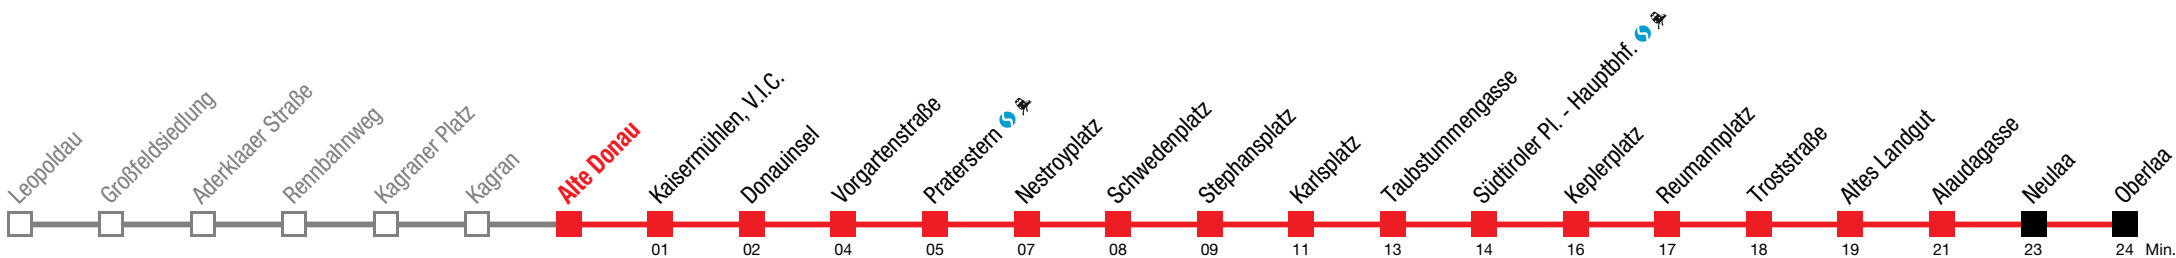 Leopoldau
Großfeldsiedlung
Aderklaaer Straße
Rennbahnweg
Kagraner Platz
Kagran
Alte Donau
Kaisermühlen, V.I.C.
Donauinsel
Vorgartenstraße
Praterstern
Nestroyplatz
Schwedenplatz
Stephansplatz
Karlsplatz
Taubstummengasse
Südtiroler Pl. - Hauptbhf.
Keplerplatz
Reumannplatz
Troststraße
Altes Landgut
Alaudagasse
Neulaa
Oberlaa
01 02 04 05 07 08 09 11 13 14 16 17 18 19 21 23 24 Min.